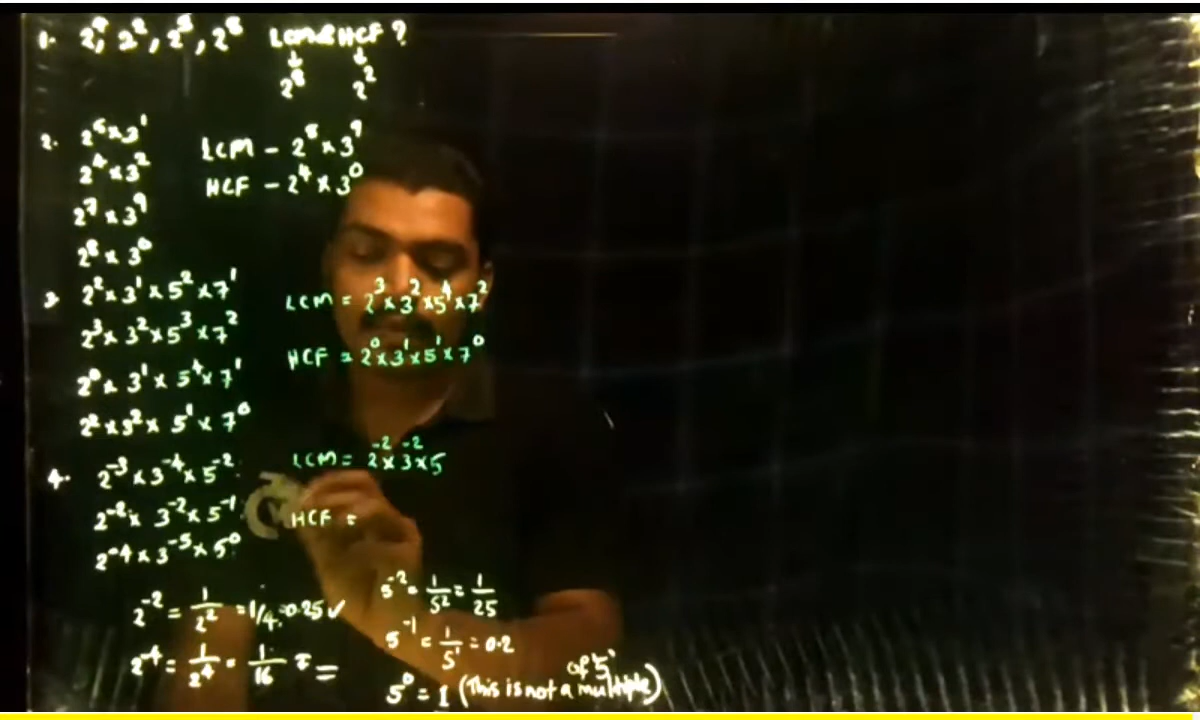 1. 2⁴, 2², 2⁵, 2⁸ LCM & HCF ?
↓ ↓
2⁸ 2²
2. 2⁶ x 3¹
2⁴ x 3²
2⁷ x 3⁹
2⁸ x 3⁰
LCM - 2⁸ x 3⁹
HCF - 2⁴ x 3⁰
3. 2² x 3¹ x 5² x 7¹
2³ x 3² x 5³ x 7²
2⁰ x 3¹ x 5⁴ x 7¹
2² x 3² x 5¹ x 7⁰
LCM = 2³ x 3² x 5⁴ x 7²
HCF = 2⁰ x 3¹ x 5¹ x 7⁰
4. 2⁻³ x 3⁻⁴ x 5⁻²
2⁻² x 3⁻² x 5⁻¹
2⁻⁴ x 3⁻⁵ x 5⁰
LCM = 2⁻² x 3⁻² x 5
HCF =
2⁻² = 1/2² = 1/4 = 0.25 ✓
2⁻⁴ = 1/2⁴ = 1/16 = =
5⁻² = 1/5² = 1/25
5⁻¹ = 1/5¹ = 0.2
5⁰ = 1 (This is not a multiple of 5)